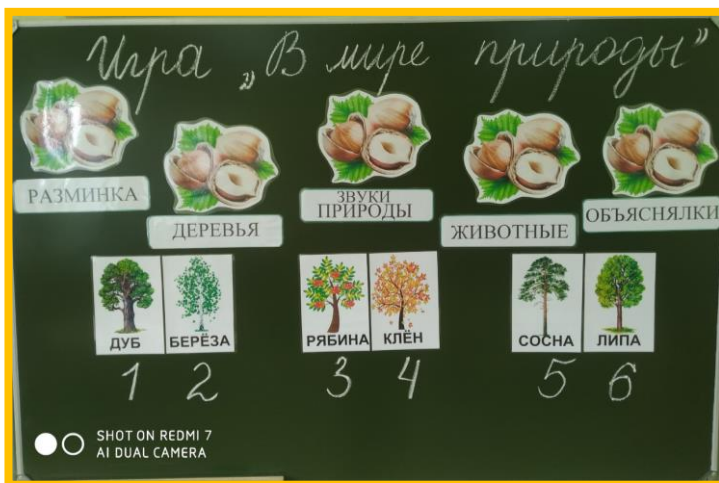 Игра „В мире природы”
РАЗМИНКА
ДЕРЕВЬЯ
ЗВУКИ
ПРИРОДЫ
ЖИВОТНЫЕ
ОБЪЯСНЯЛКИ
ДУБ
БЕРЁЗА
РЯБИНА
КЛЁН
СОСНА
ЛИПА
1 2 3 4 5 6
SHOT ON REDMI 7
AI DUAL CAMERA